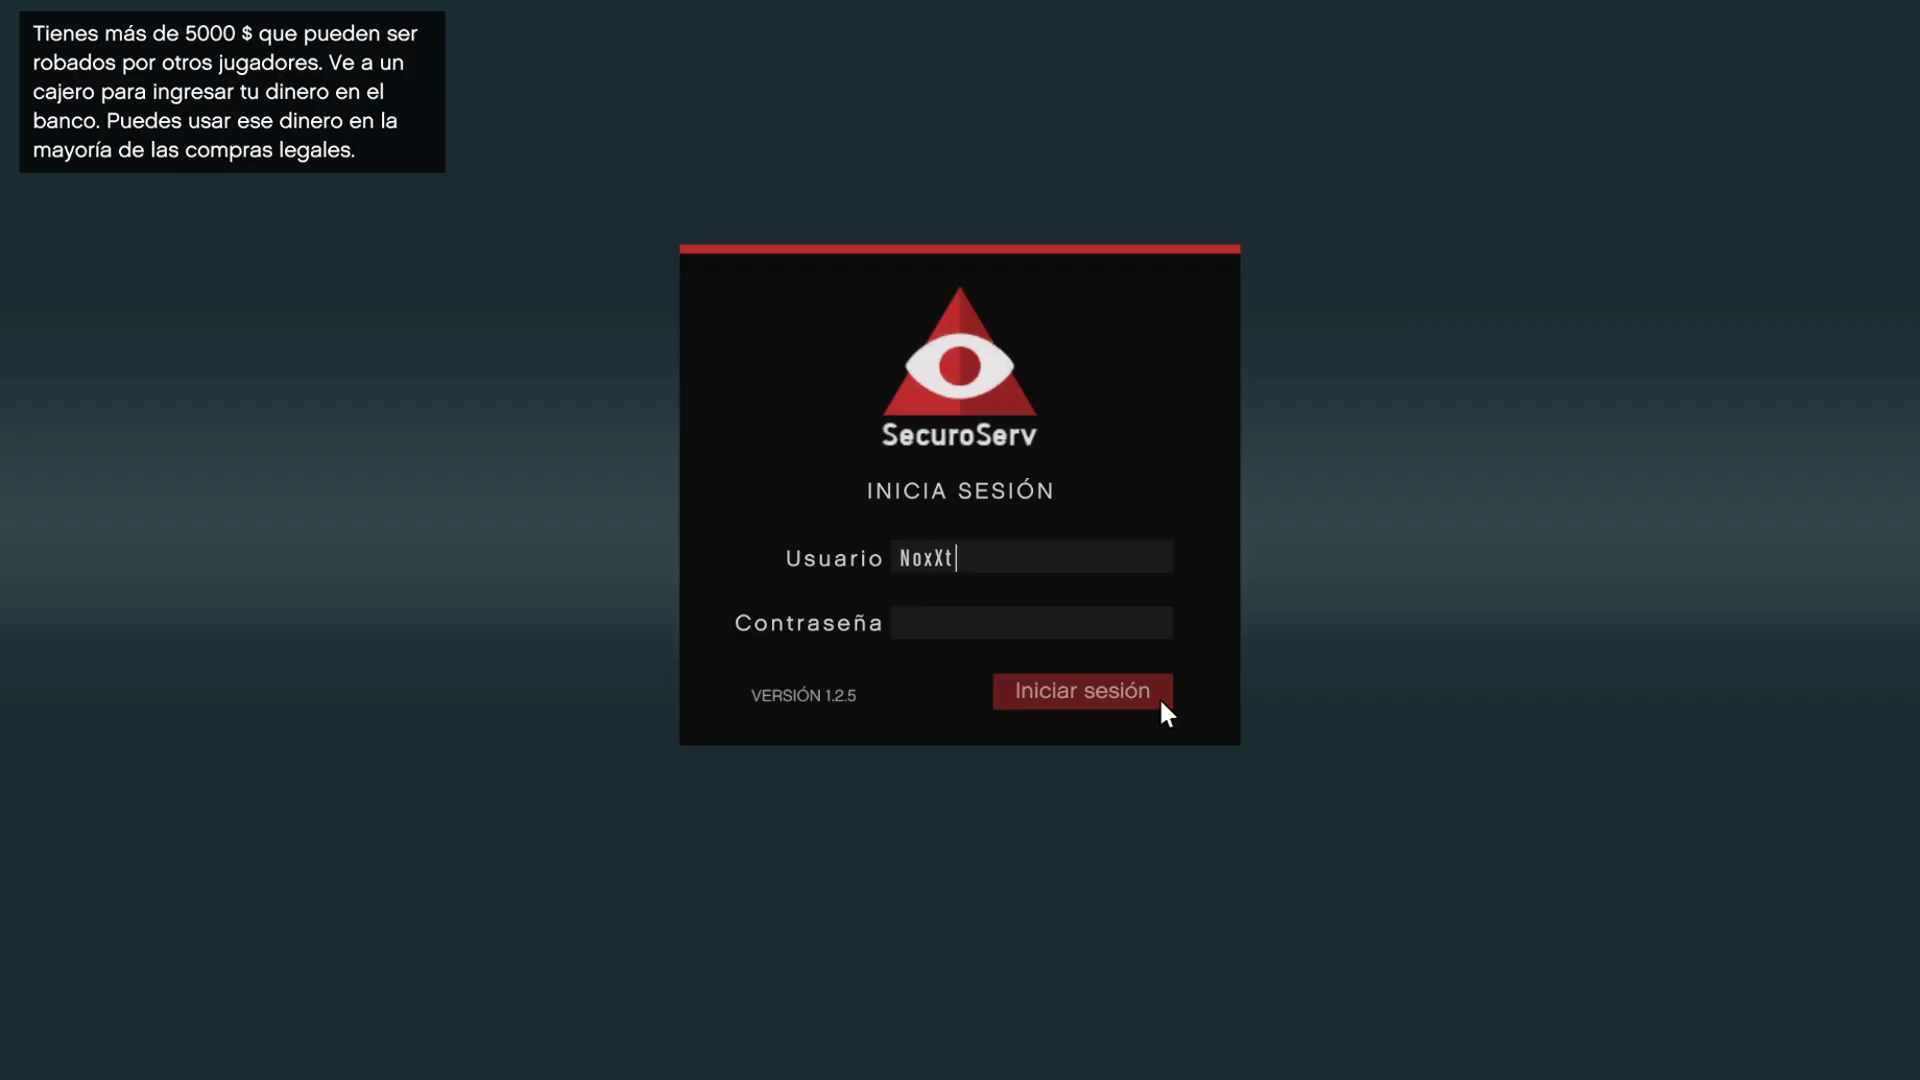 Tienes más de 5000 $ que pueden ser
robados por otros jugadores. Ve a un
cajero para ingresar tu dinero en el
banco. Puedes usar ese dinero en la
mayoría de las compras legales.
SecuroServ
INICIA SESIÓN
Usuario NoxXt
Contraseña
VERSIÓN 1.2.5 Iniciar sesión